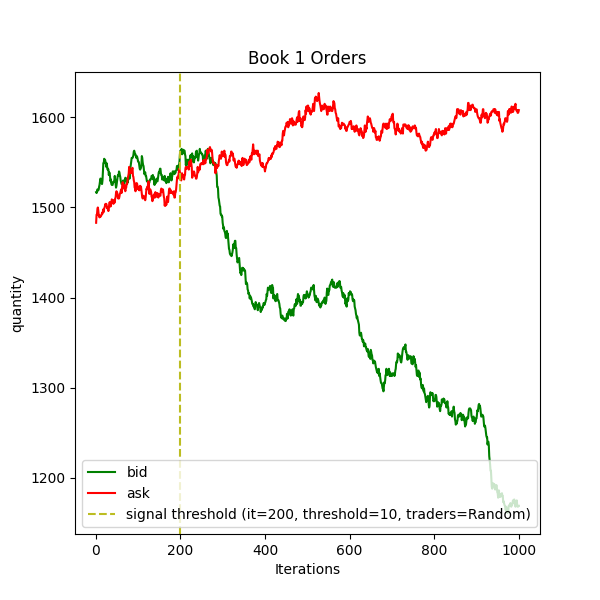 Book 1 Orders
quantity
1600
1500
1400
1300
1200
bid
ask
signal threshold (it=200, threshold=10, traders=Random)
0 200 400 600 800 1000
Iterations